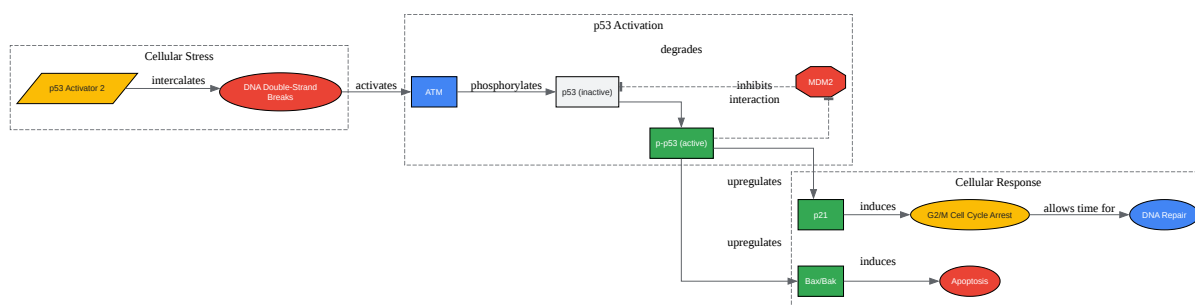 p53 Activation
degrades
Cellular Stress
p53 Activator 2
intercalates
DNA Double-Strand
Breaks
activates
ATM
phosphorylates
p53 (inactive)
inhibits
interaction
MDM2
p-p53 (active)
upregulates
Cellular Response
p21
induces
G2/M Cell Cycle Arrest
allows time for
DNA Repair
upregulates
Bax/Bak
induces
Apoptosis